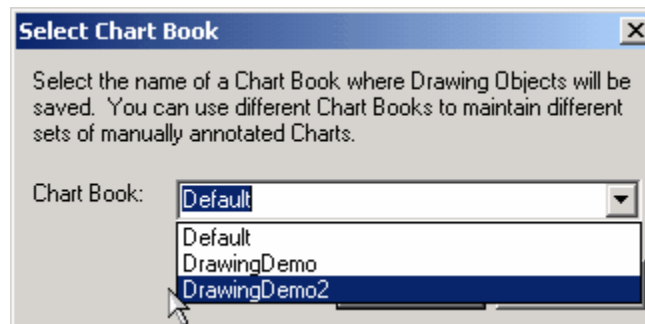 Select Chart Book
Select the name of a Chart Book where Drawing Objects will be
saved.  You can use different Chart Books to maintain different
sets of manually annotated Charts.
Chart Book: Default
Default
DrawingDemo
DrawingDemo2